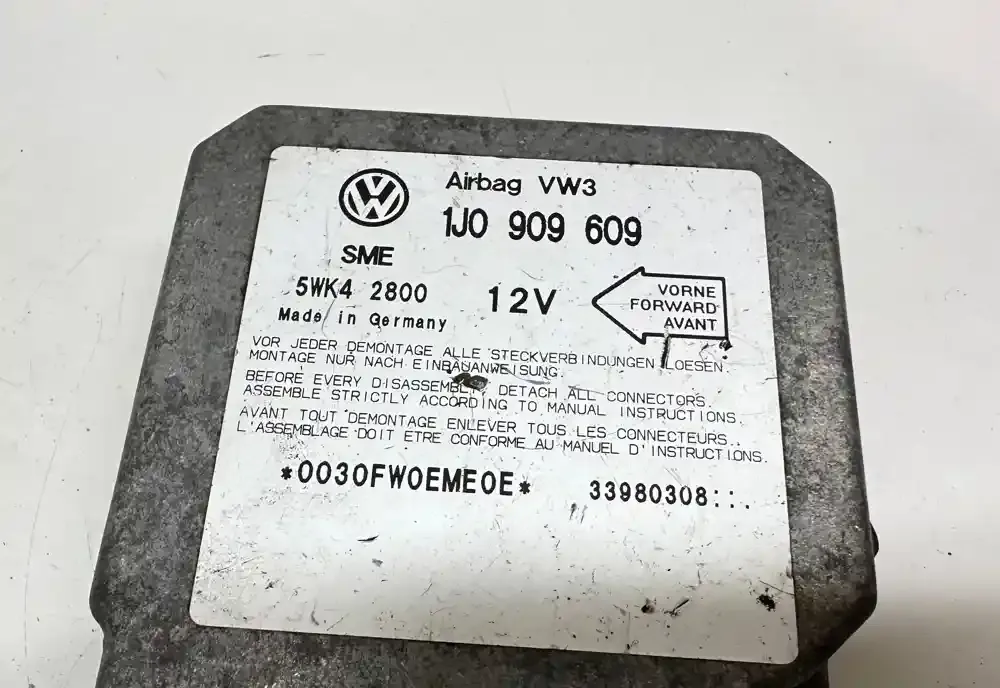 Airbag VW3
1J0 909 609
SME
5WK4 2800
12V
Made in Germany
VORNE
FORWARD
AVANT
VOR JEDER DEMONTAGE ALLE STECKVERBINDUNGEN LOESEN.
MONTAGE NUR NACH EINBAUANWEISUNG.
BEFORE EVERY DISASSEMBLY DETACH ALL CONNECTORS.
ASSEMBLE STRICTLY ACCORDING TO MANUAL INSTRUCTIONS.
AVANT TOUT DEMONTAGE ENLEVER TOUS LES CONNECTEURS.
L'ASSEMBLAGE DOIT ETRE CONFORME AU MANUEL D'INSTRUCTIONS.
*0030FW0EME0E*
33980308::.